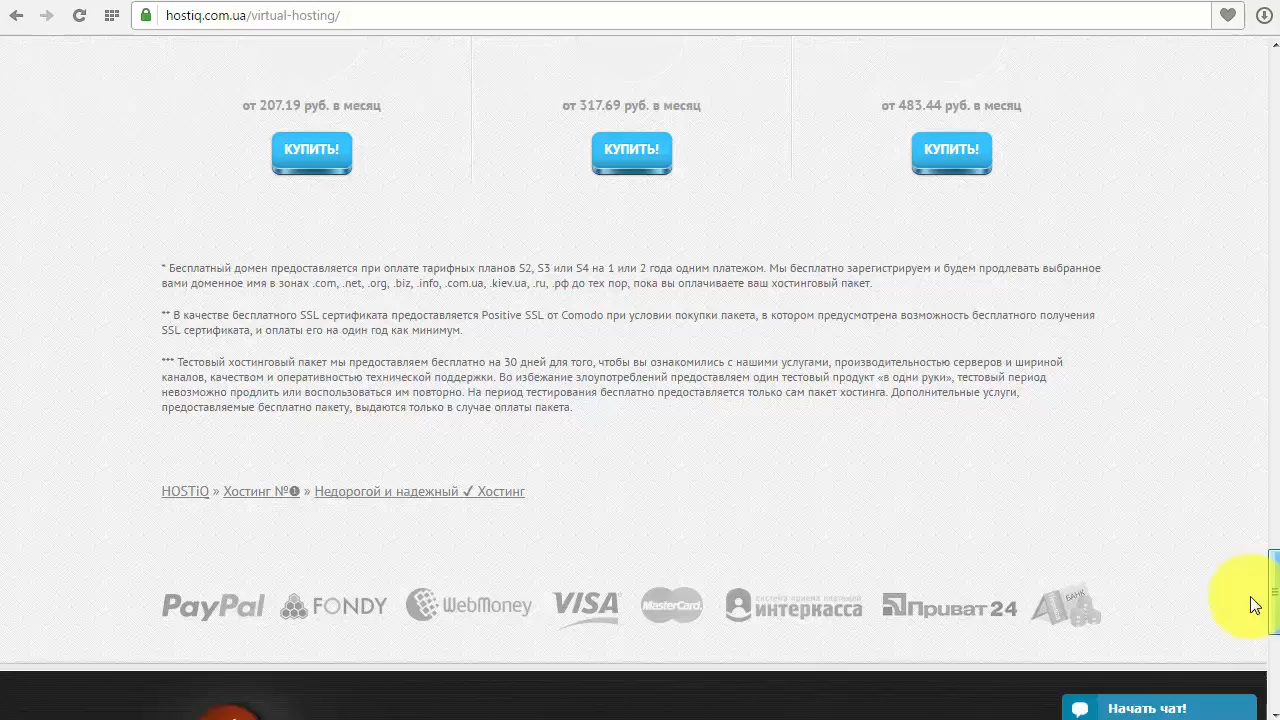 hostiq.com.ua/virtual-hosting/
от 207.19 руб. в месяц
от 317.69 руб. в месяц
от 483.44 руб. в месяц
КУПИТЬ!
КУПИТЬ!
КУПИТЬ!
* Бесплатный домен предоставляется при оплате тарифных планов S2, S3 или S4 на 1 или 2 года одним платежом. Мы бесплатно зарегистрируем и будем продлевать выбранное
вами доменное имя в зонах .com, .net, .org, .biz, .info, .com.ua, .kiev.ua, .ru, .рф до тех пор, пока вы оплачиваете ваш хостинговый пакет.
** В качестве бесплатного SSL сертификата предоставляется Positive SSL от Comodo при условии покупки пакета, в котором предусмотрена возможность бесплатного получения
SSL сертификата, и оплаты его на один год как минимум.
*** Тестовый хостинговый пакет мы предоставляем бесплатно на 30 дней для того, чтобы вы ознакомились с нашими услугами, производительностью серверов и шириной
каналов, качеством и оперативностью технической поддержки. Во избежание злоупотреблений предоставляем один тестовый продукт «в одни руки», тестовый период
невозможно продлить или воспользоваться им повторно. На период тестирования бесплатно предоставляется только сам пакет хостинга. Дополнительные услуги,
предоставляемые бесплатно пакету, выдаются только в случае оплаты пакета.
HOSTiQ » Хостинг №❶ » Недорогой и надежный ✔ Хостинг
PayPal FONDY WebMoney VISA MasterCard система приема платежей интеркасса Приват 24 БАНК
Начать чат!